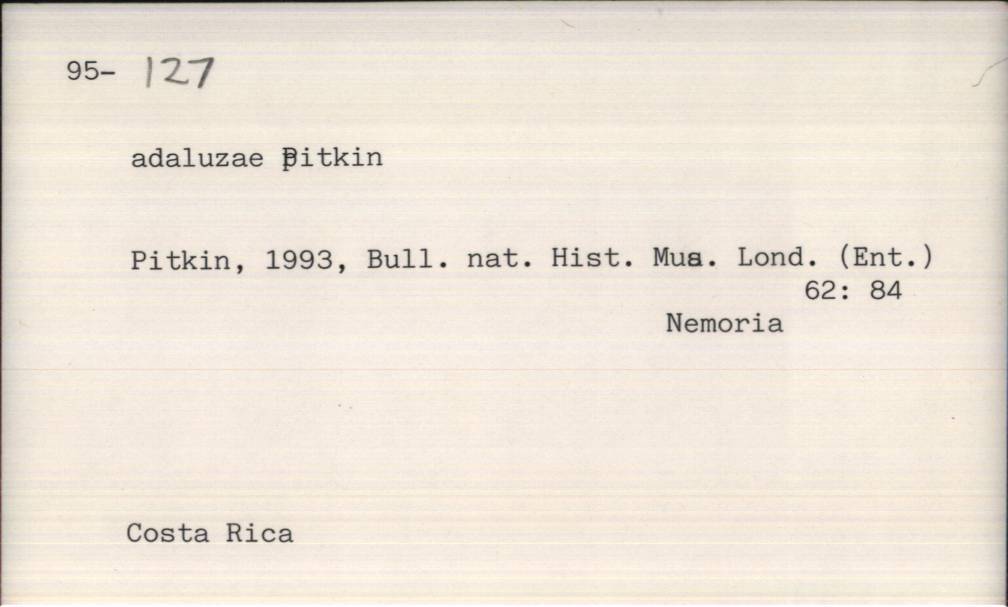 95- 127
adaluzae Pitkin
Pitkin, 1993, Bull. nat. Hist. Mus. Lond. (Ent.)
62: 84
Nemoria
Costa Rica